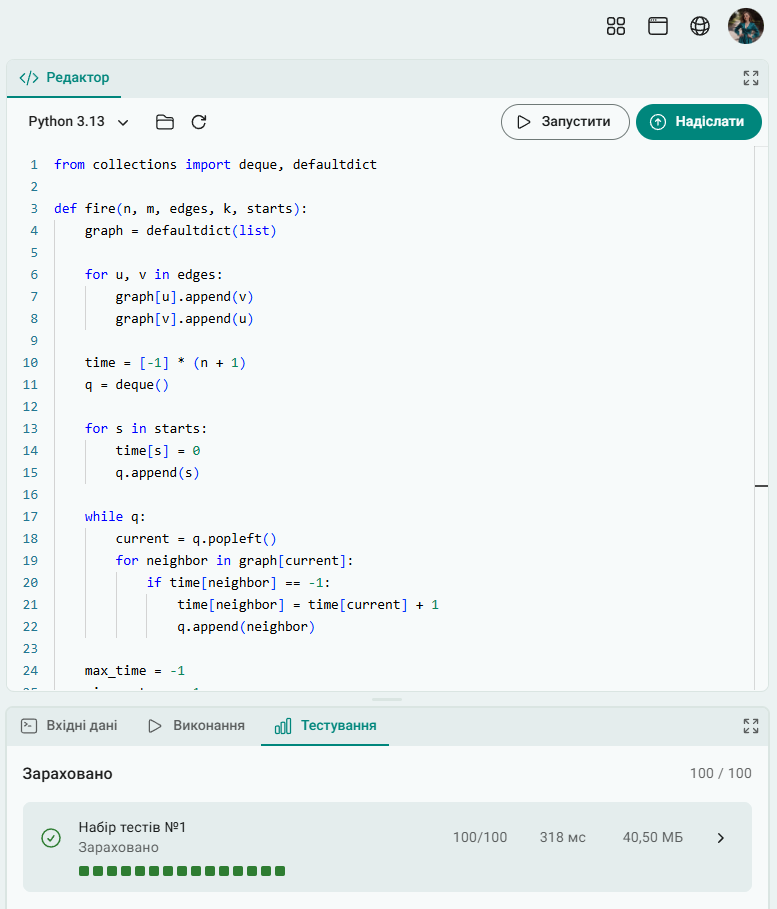 </> Редактор
Python 3.13
Запустити
Надіслати
1 from collections import deque, defaultdict
2
3 def fire(n, m, edges, k, starts):
4     graph = defaultdict(list)
5
6     for u, v in edges:
7         graph[u].append(v)
8         graph[v].append(u)
9
10     time = [-1] * (n + 1)
11     q = deque()
12
13     for s in starts:
14         time[s] = 0
15         q.append(s)
16
17     while q:
18         current = q.popleft()
19         for neighbor in graph[current]:
20             if time[neighbor] == -1:
21                 time[neighbor] = time[current] + 1
22                 q.append(neighbor)
23
24     max_time = -1
Вхідні дані
Виконання
Тестування
Зараховано
100 / 100
Набір тестів №1
Зараховано
100/100
318 мс
40,50 МБ